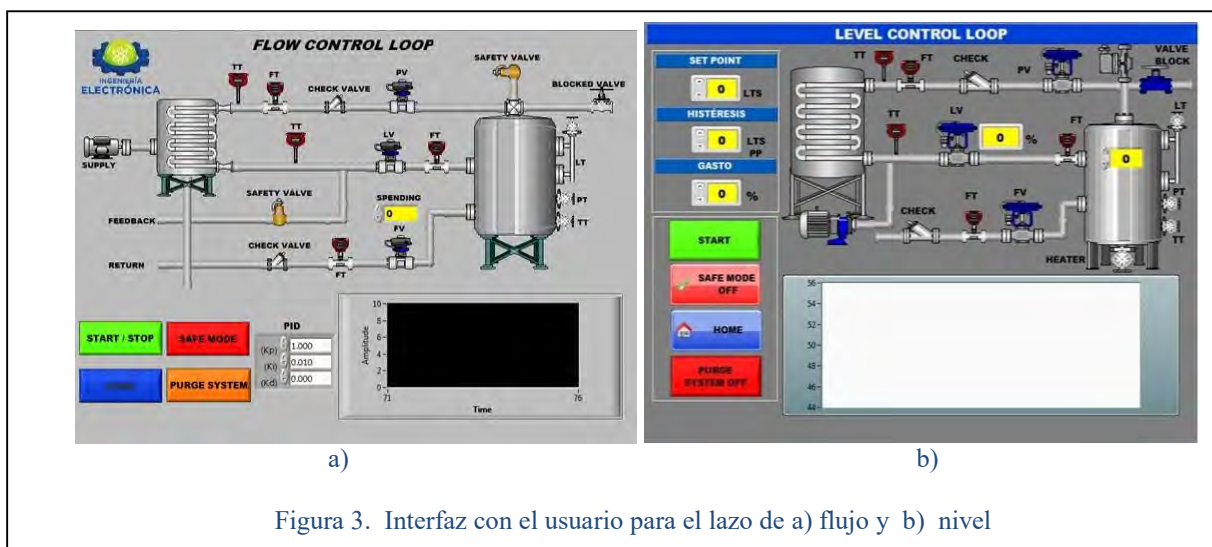 INGENIERÍA
ELECTRÓNICA
FLOW CONTROL LOOP
SAFETY VALVE
TT
FT
CHECK VALVE
PV
BLOCKED VALVE
TT
LV
FT
LT
SUPPLY
SAFETY VALVE
SPENDING
0
PT
FEEDBACK
FV
TT
CHECK VALVE
RETURN
FT
START / STOP
SAFE MODE
PURGE SYSTEM
PID
(Kp) 1.000
(Ki) 0.010
(Kd) 0.000
Amplitude
10
8
6
4
2
0
71
76
Time
a)
LEVEL CONTROL LOOP
SET POINT
0 LTS
HISTÉRESIS
0 LTS
PP
GASTO
0 %
START
SAFE MODE
OFF
HOME
PURGE
SYSTEM OFF
TT
FT
CHECK
PV
VALVE
BLOCK
TT
LV
0 %
FT
LT
0
CHECK
FT
FV
PT
TT
HEATER
56
54
52
50
48
46
44
b)
Figura 3. Interfaz con el usuario para el lazo de a) flujo y b) nivel